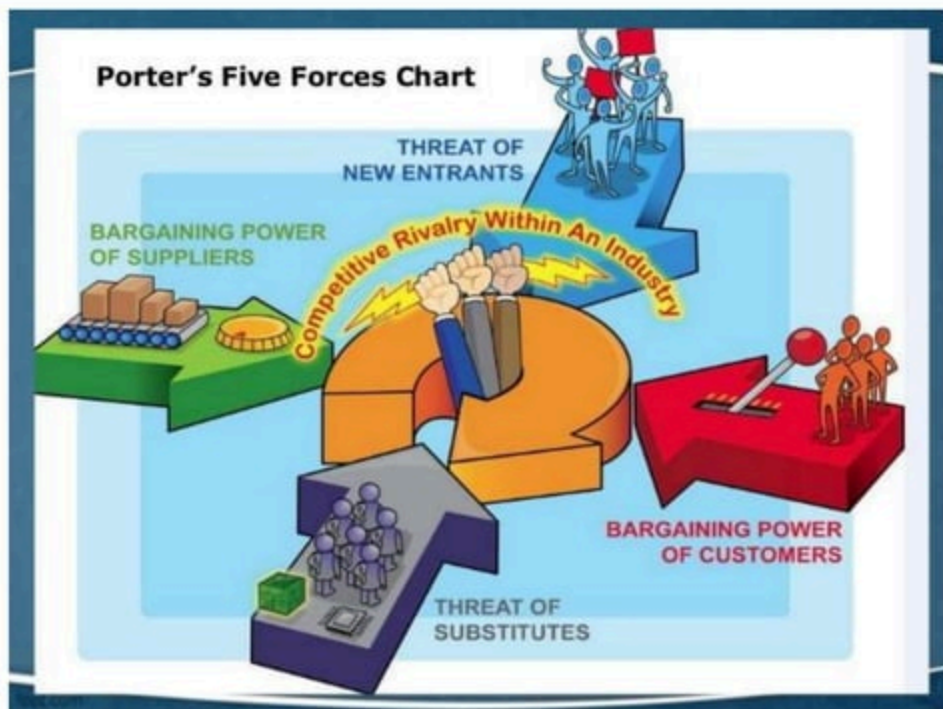 Porter's Five Forces Chart
THREAT OF
NEW ENTRANTS
BARGAINING POWER
OF SUPPLIERS
Competitive Rivalry Within An Industry
BARGAINING POWER
OF CUSTOMERS
THREAT OF
SUBSTITUTES